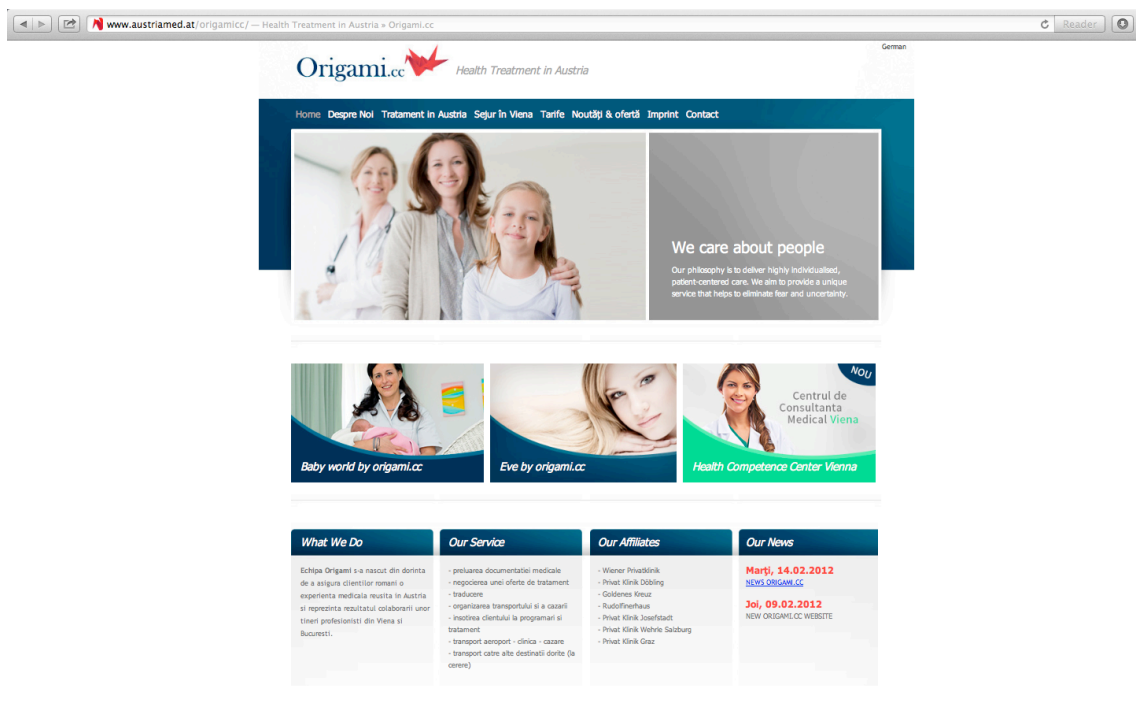 www.austriamed.at/origamicc/ — Health Treatment in Austria » Origami.cc
Reader
German
Origami.cc
Health Treatment in Austria
Home Despre Noi Tratament in Austria Sejur în Viena Tarife Noutăți & ofertă Imprint Contact
We care about people
Our philosophy is to deliver highly individualised,
patient-centered care. We aim to provide a unique
service that helps to eliminate fear and uncertainty.
Baby world by origami.cc
Eve by origami.cc
NOU
Centrul de
Consultanta
Medical Viena
Health Competence Center Vienna
What We Do
Echipa Origami s-a nascut din dorinta
de a asigura clientilor romani o
experienta medicala reusita in Austria
si reprezinta rezultatul colaborarii unor
tineri profesionisti din Viena si
Bucuresti.
Our Service
- preluarea documentatiei medicale
- negocierea unei oferte de tratament
- traducere
- organizarea transportului si a cazarii
- insotirea clientului la programari si
tratament
- transport aeroport - clinica - cazare
- transport catre alte destinatii dorite (la
cerere)
Our Affiliates
- Wiener Privatklinik
- Privat Klinik Döbling
- Goldenes Kreuz
- Rudolfinerhaus
- Privat Klinik Josefstadt
- Privat Klinik Wehrle Salzburg
- Privat Klinik Graz
Our News
Marţi, 14.02.2012
NEWS ORIGAMI.CC
Joi, 09.02.2012
NEW ORIGAMI.CC WEBSITE